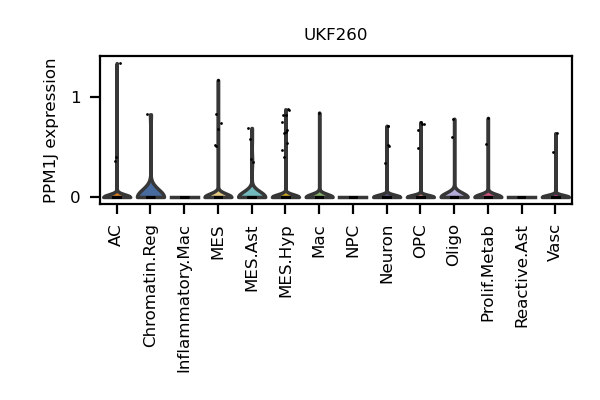 UKF260
PPM1J expression
1
0
AC
Chromatin.Reg
Inflammatory.Mac
MES
MES.Ast
MES.Hyp
Mac
NPC
Neuron
OPC
Oligo
Prolif.Metab
Reactive.Ast
Vasc